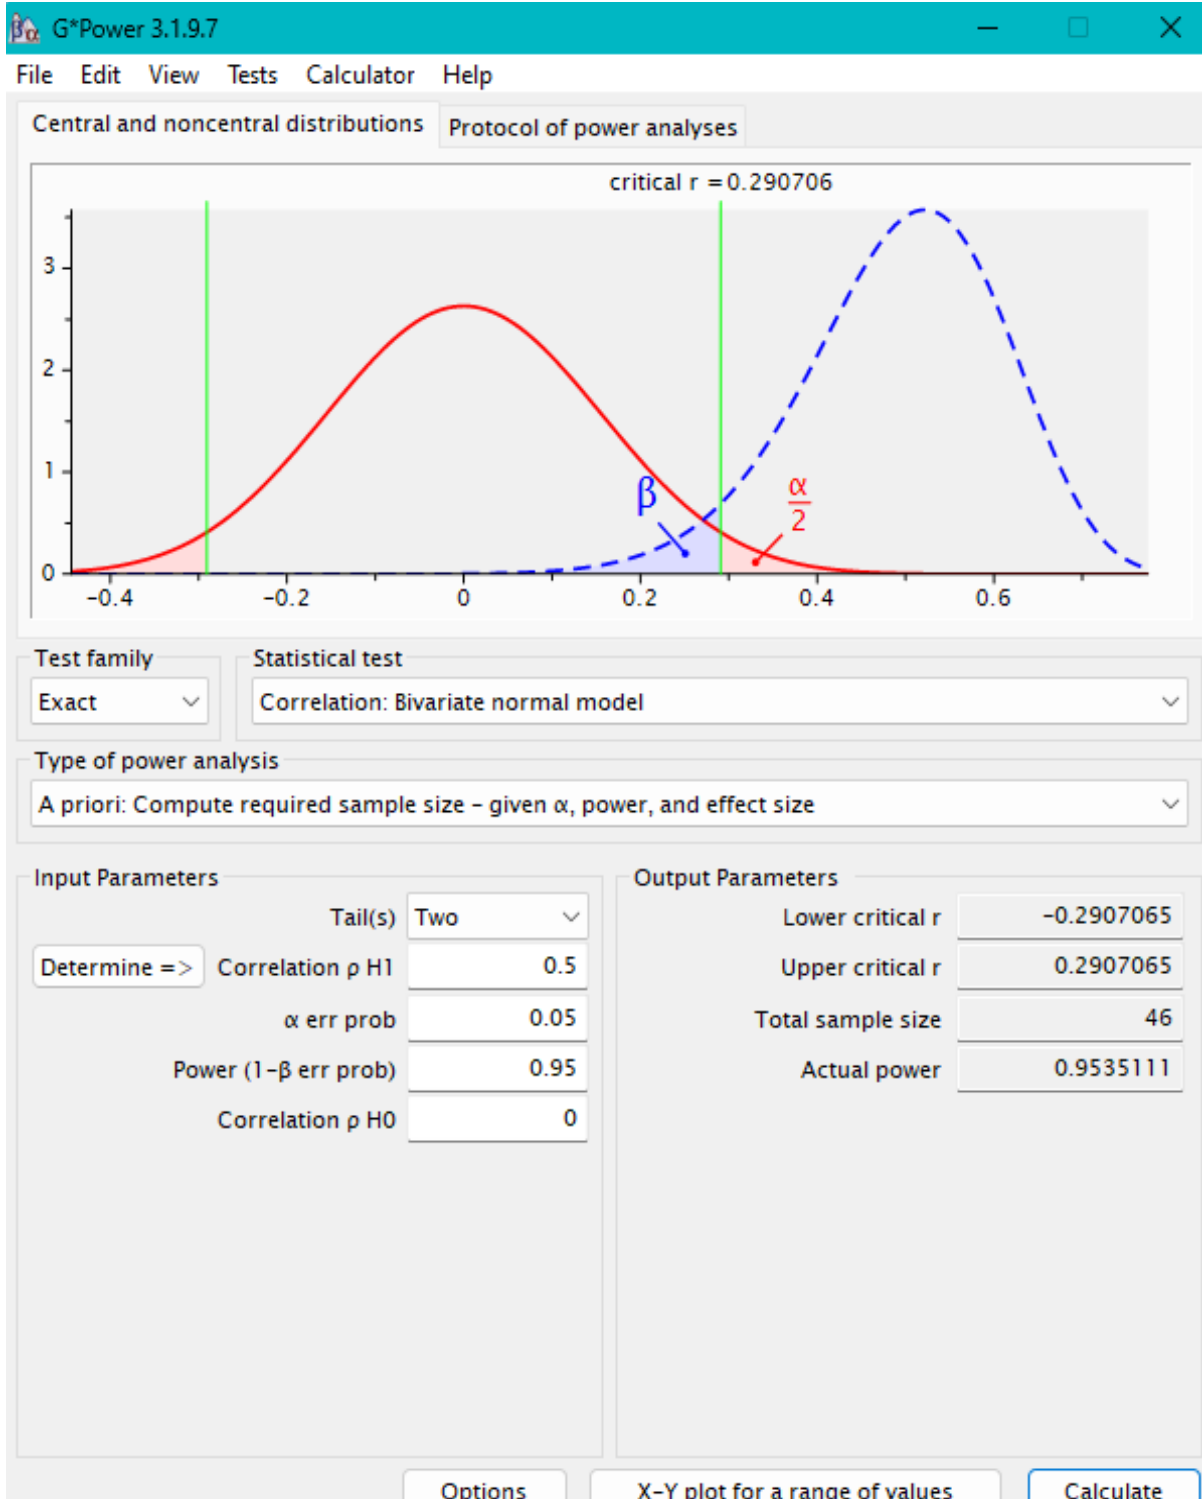 G*Power 3.1.9.7
File Edit View Tests Calculator Help
Central and noncentral distributions Protocol of power analyses
critical r = 0.290706
3
2
1
0
β
α
2
-0.4 -0.2 0 0.2 0.4 0.6
Test family Statistical test
Exact Correlation: Bivariate normal model
Type of power analysis
A priori: Compute required sample size - given α, power, and effect size
Input Parameters
Tail(s) Two
Determine => Correlation ρ H1 0.5
α err prob 0.05
Power (1-β err prob) 0.95
Correlation ρ H0 0
Output Parameters
Lower critical r -0.2907065
Upper critical r 0.2907065
Total sample size 46
Actual power 0.9535111
Options X-Y plot for a range of values Calculate